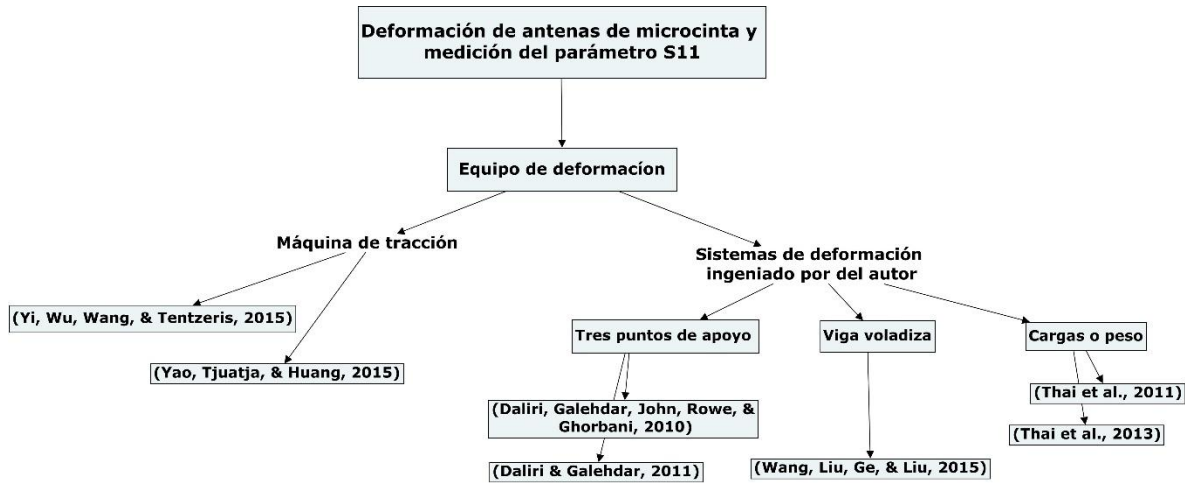 Deformación de antenas de microcinta y
medición del parámetro S11
Equipo de deformacíon
Máquina de tracción
Sistemas de deformación
ingeniado por del autor
(Yi, Wu, Wang, & Tentzeris, 2015)
(Yao, Tjuatja, & Huang, 2015)
Tres puntos de apoyo
Viga voladiza
Cargas o peso
(Daliri, Galehdar, John, Rowe, &
Ghorbani, 2010)
(Daliri & Galehdar, 2011)
(Wang, Liu, Ge, & Liu, 2015)
(Thai et al., 2011)
(Thai et al., 2013)